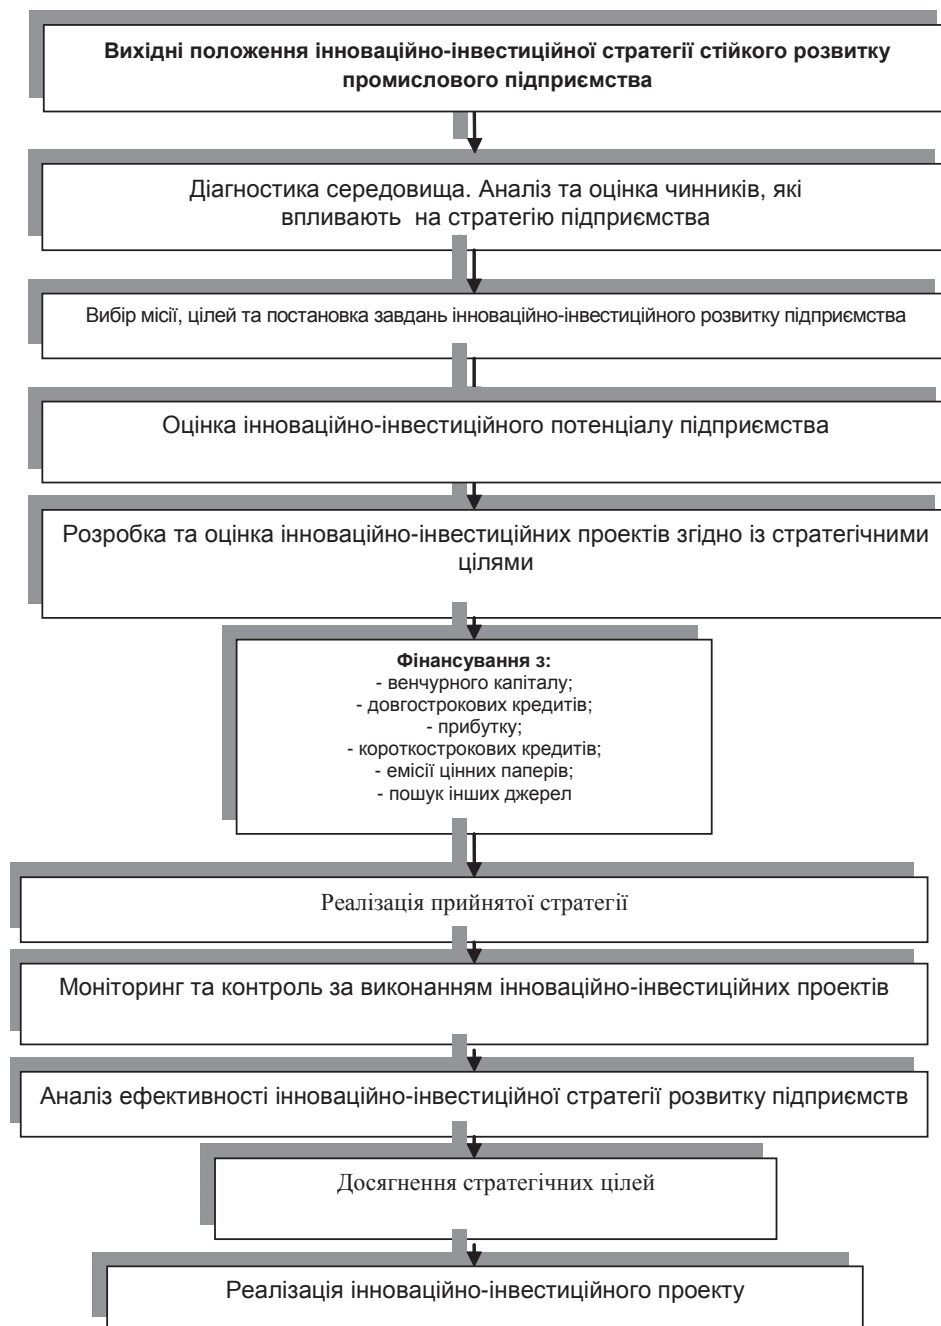 Вихідні положення інноваційно-інвестиційної стратегії стійкого розвитку
промислового підприємства
Діагностика середовища. Аналіз та оцінка чинників, які
впливають на стратегію підприємства
Вибір місії, цілей та постановка завдань інноваційно-інвестиційного розвитку підприємства
Оцінка інноваційно-інвестиційного потенціалу підприємства
Розробка та оцінка інноваційно-інвестиційних проектів згідно із стратегічними
цілями
Фінансування з:
- венчурного капіталу;
- довгострокових кредитів;
- прибутку;
- короткострокових кредитів;
- емісії цінних паперів;
- пошук інших джерел
Реалізація прийнятої стратегії
Моніторинг та контроль за виконанням інноваційно-інвестиційних проектів
Аналіз ефективності інноваційно-інвестиційної стратегії розвитку підприємств
Досягнення стратегічних цілей
Реалізація інноваційно-інвестиційного проекту